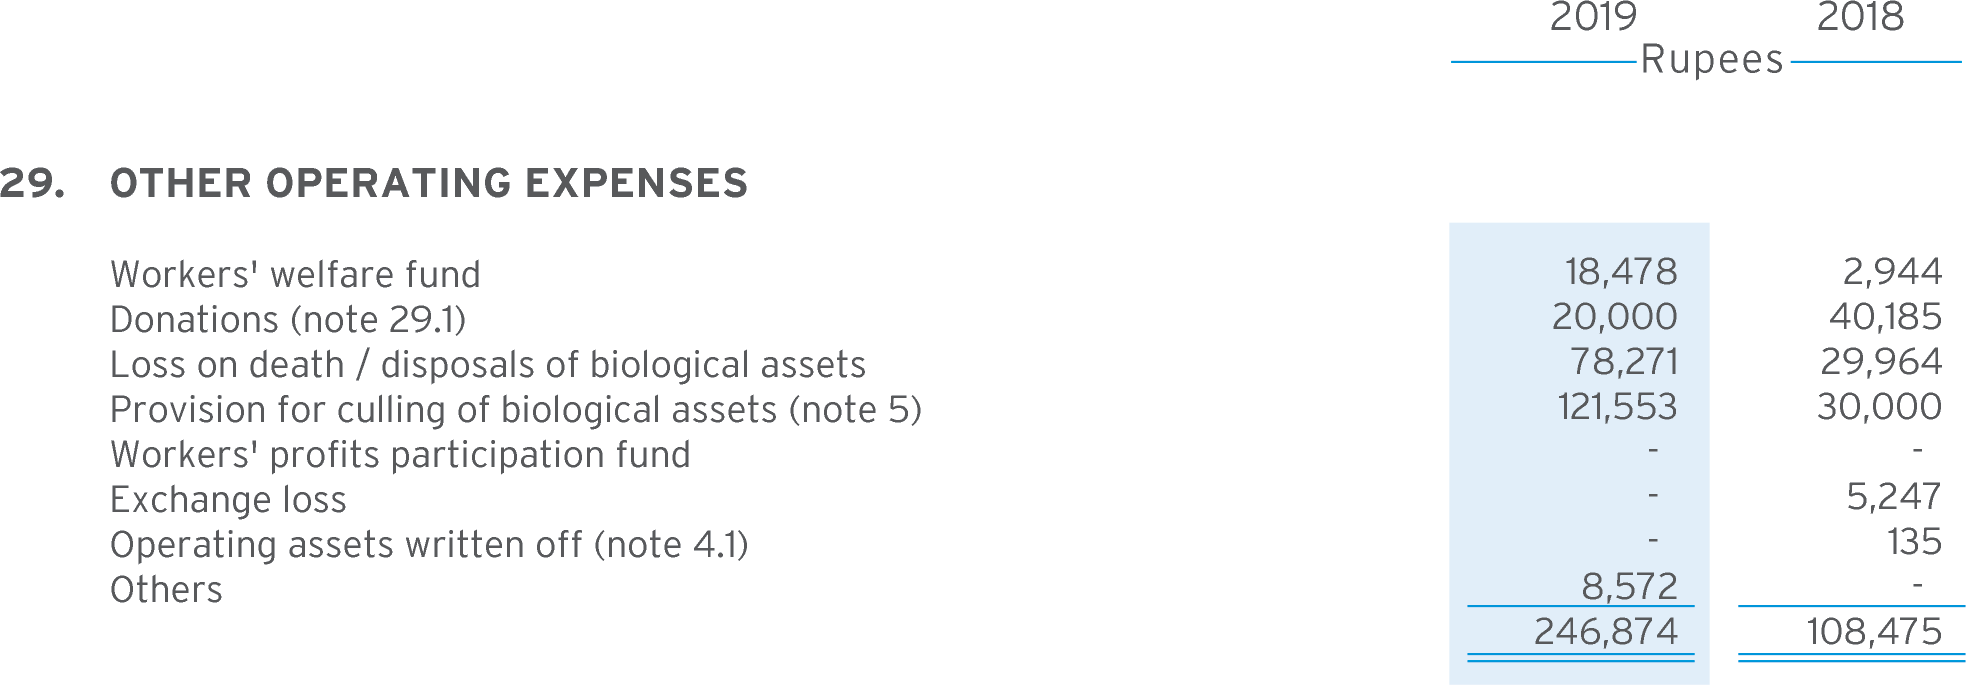 2019 2018
Rupees
29. OTHER OPERATING EXPENSES
Workers' welfare fund 18,478 2,944
Donations (note 29.1) 20,000 40,185
Loss on death / disposals of biological assets 78,271 29,964
Provision for culling of biological assets (note 5) 121,553 30,000
Workers' profits participation fund - -
Exchange loss - 5,247
Operating assets written off (note 4.1) - 135
Others 8,572 -
246,874 108,475